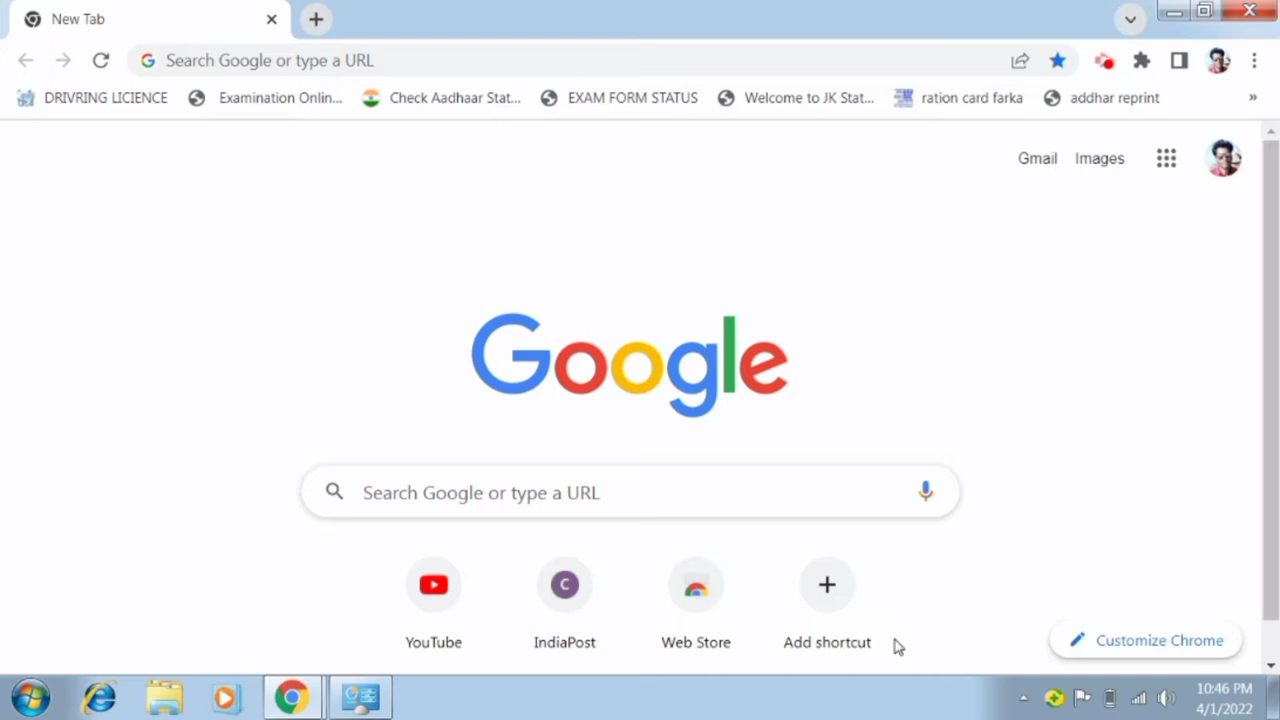 New Tab
Search Google or type a URL
DRIVRING LICIENCE Examination Onlin... Check Aadhaar Stat... EXAM FORM STATUS Welcome to JK Stat... ration card farka addhar reprint »
Gmail Images
Google
Search Google or type a URL
C
YouTube IndiaPost Web Store Add shortcut
Customize Chrome
10:46 PM
4/1/2022